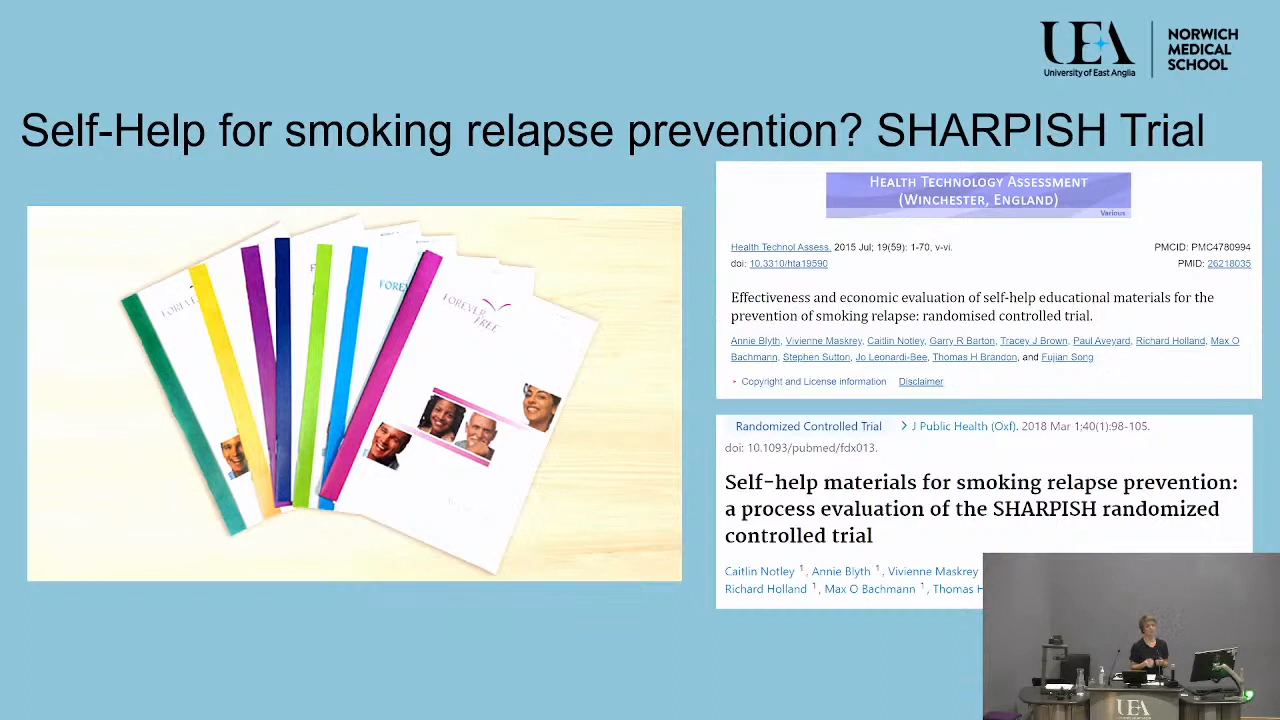 UEA
University of East Anglia
NORWICH
MEDICAL
SCHOOL
Self-Help for smoking relapse prevention? SHARPISH Trial
FOREVER
FREE
HEALTH TECHNOLOGY ASSESSMENT
(WINCHESTER, ENGLAND)
Various
Health Technol Assess. 2015 Jul; 19(59): 1-70, v-vi.
PMCID: PMC4780994
doi: 10.3310/hta19590
PMID: 26218035
Effectiveness and economic evaluation of self-help educational materials for the
prevention of smoking relapse: randomised controlled trial.
Annie Blyth, Vivienne Maskrey, Caitlin Notley, Garry R Barton, Tracey J Brown, Paul Aveyard, Richard Holland, Max O
Bachmann, Stephen Sutton, Jo Leonardi-Bee, Thomas H Brandon, and Fujian Song
Copyright and License information Disclaimer
Randomized Controlled Trial > J Public Health (Oxf). 2018 Mar 1;40(1):98-105.
doi: 10.1093/pubmed/fdx013.
Self-help materials for smoking relapse prevention:
a process evaluation of the SHARPISH randomized
controlled trial
Caitlin Notley 1, Annie Blyth 1, Vivienne Maskrey
Richard Holland 1, Max O Bachmann 1, Thomas H
UEA